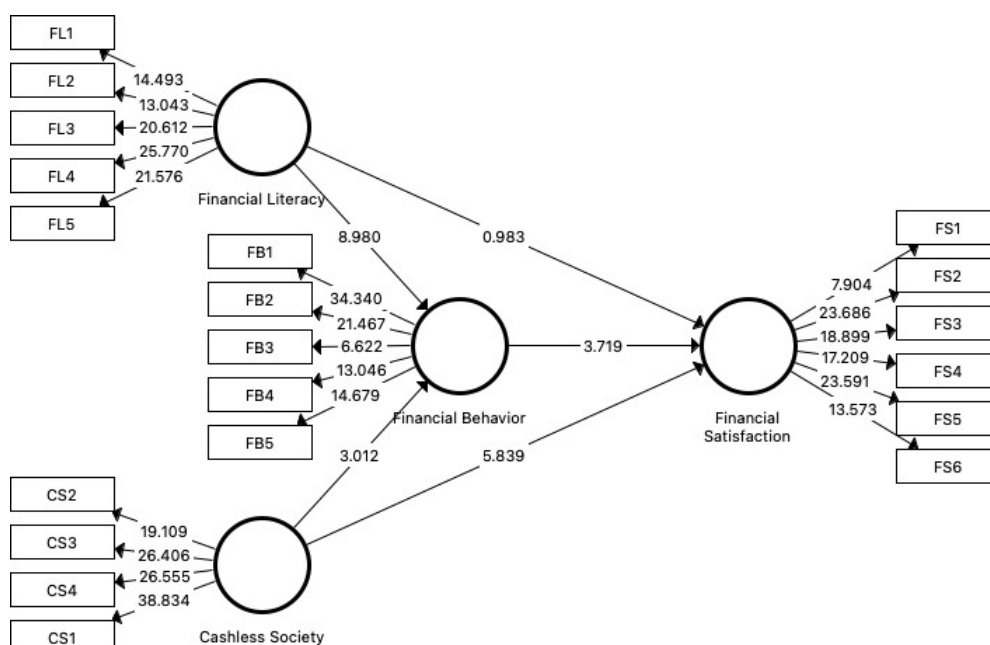 FL1
FL2
FL3
FL4
FL5
14.493
13.043
20.612
25.770
21.576
Financial Literacy
8.980
0.983
FB1
FB2
FB3
FB4
FB5
34.340
21.467
6.622
13.046
14.679
Financial Behavior
3.719
3.012
5.839
CS2
CS3
CS4
CS1
19.109
26.406
26.555
38.834
Cashless Society
Financial
Satisfaction
7.904
23.686
18.899
17.209
23.591
13.573
FS1
FS2
FS3
FS4
FS5
FS6